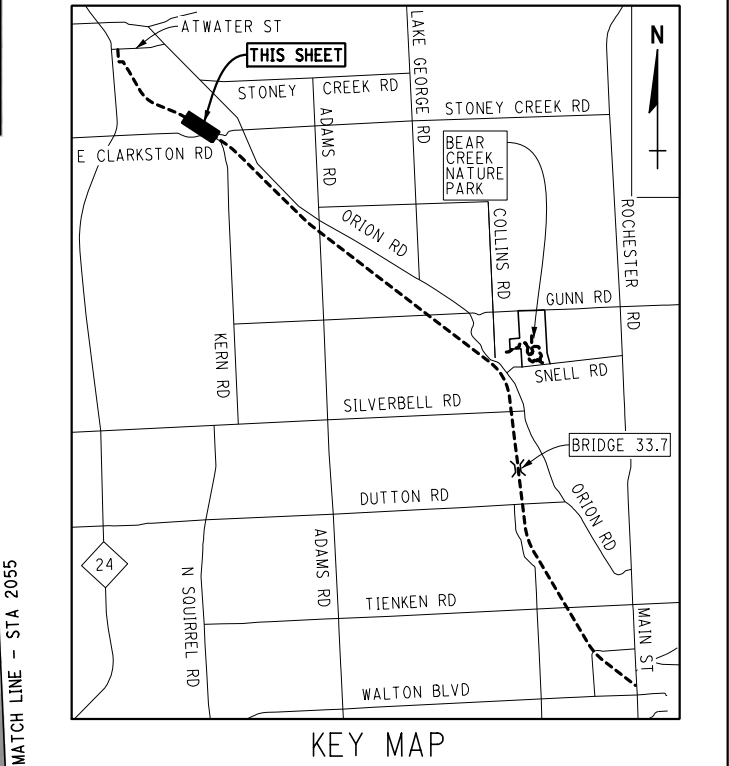 ATWATER ST
THIS SHEET
LAKE GEORGE RD
N
STONEY CREEK RD
STONEY CREEK RD
ADAMS RD
E CLARKSTON RD
BEAR
CREEK
NATURE
PARK
ORION RD
COLLINS RD
ROCHESTER RD
GUNN RD
KERN RD
SNELL RD
SILVERBELL RD
BRIDGE 33.7
DUTTON RD
ORION RD
24
N SQUIRREL RD
ADAMS RD
TIENKEN RD
MAIN ST
WALTON BLVD
MATCH LINE - STA 2055
KEY MAP